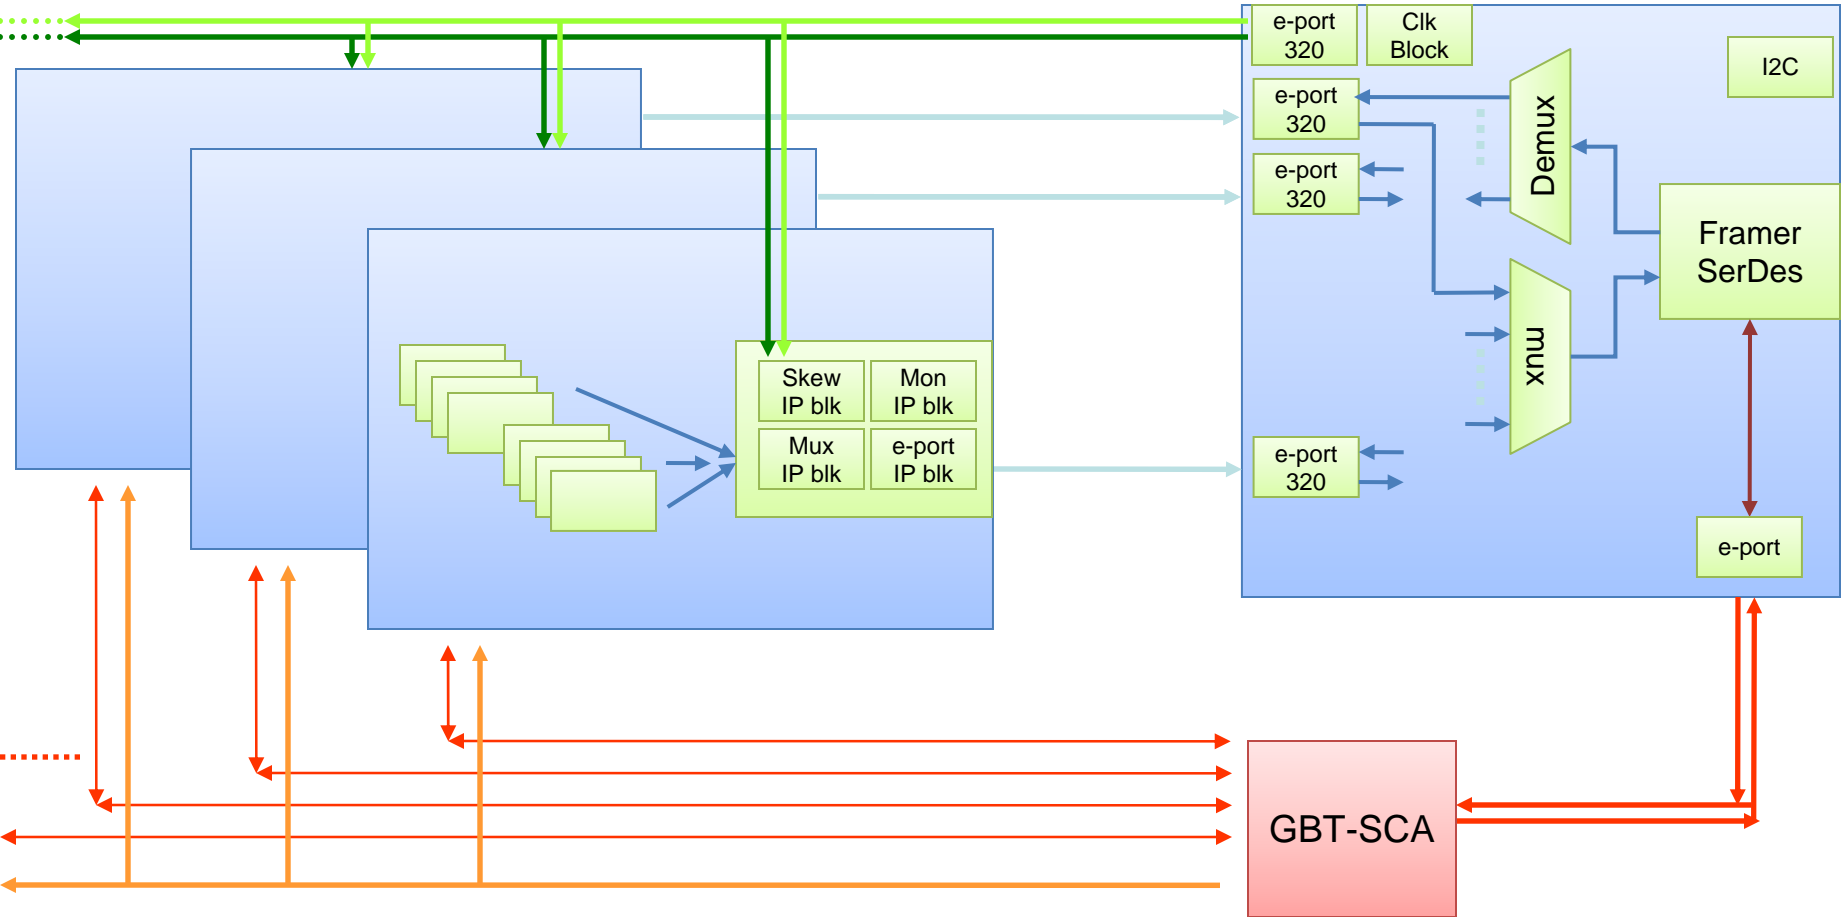 e-port
320
Clk
Block
I2C
e-port
320
Demux
e-port
320
Framer
SerDes
mux
Skew
IP blk
Mon
IP blk
Mux
IP blk
e-port
IP blk
e-port
320
e-port
GBT-SCA